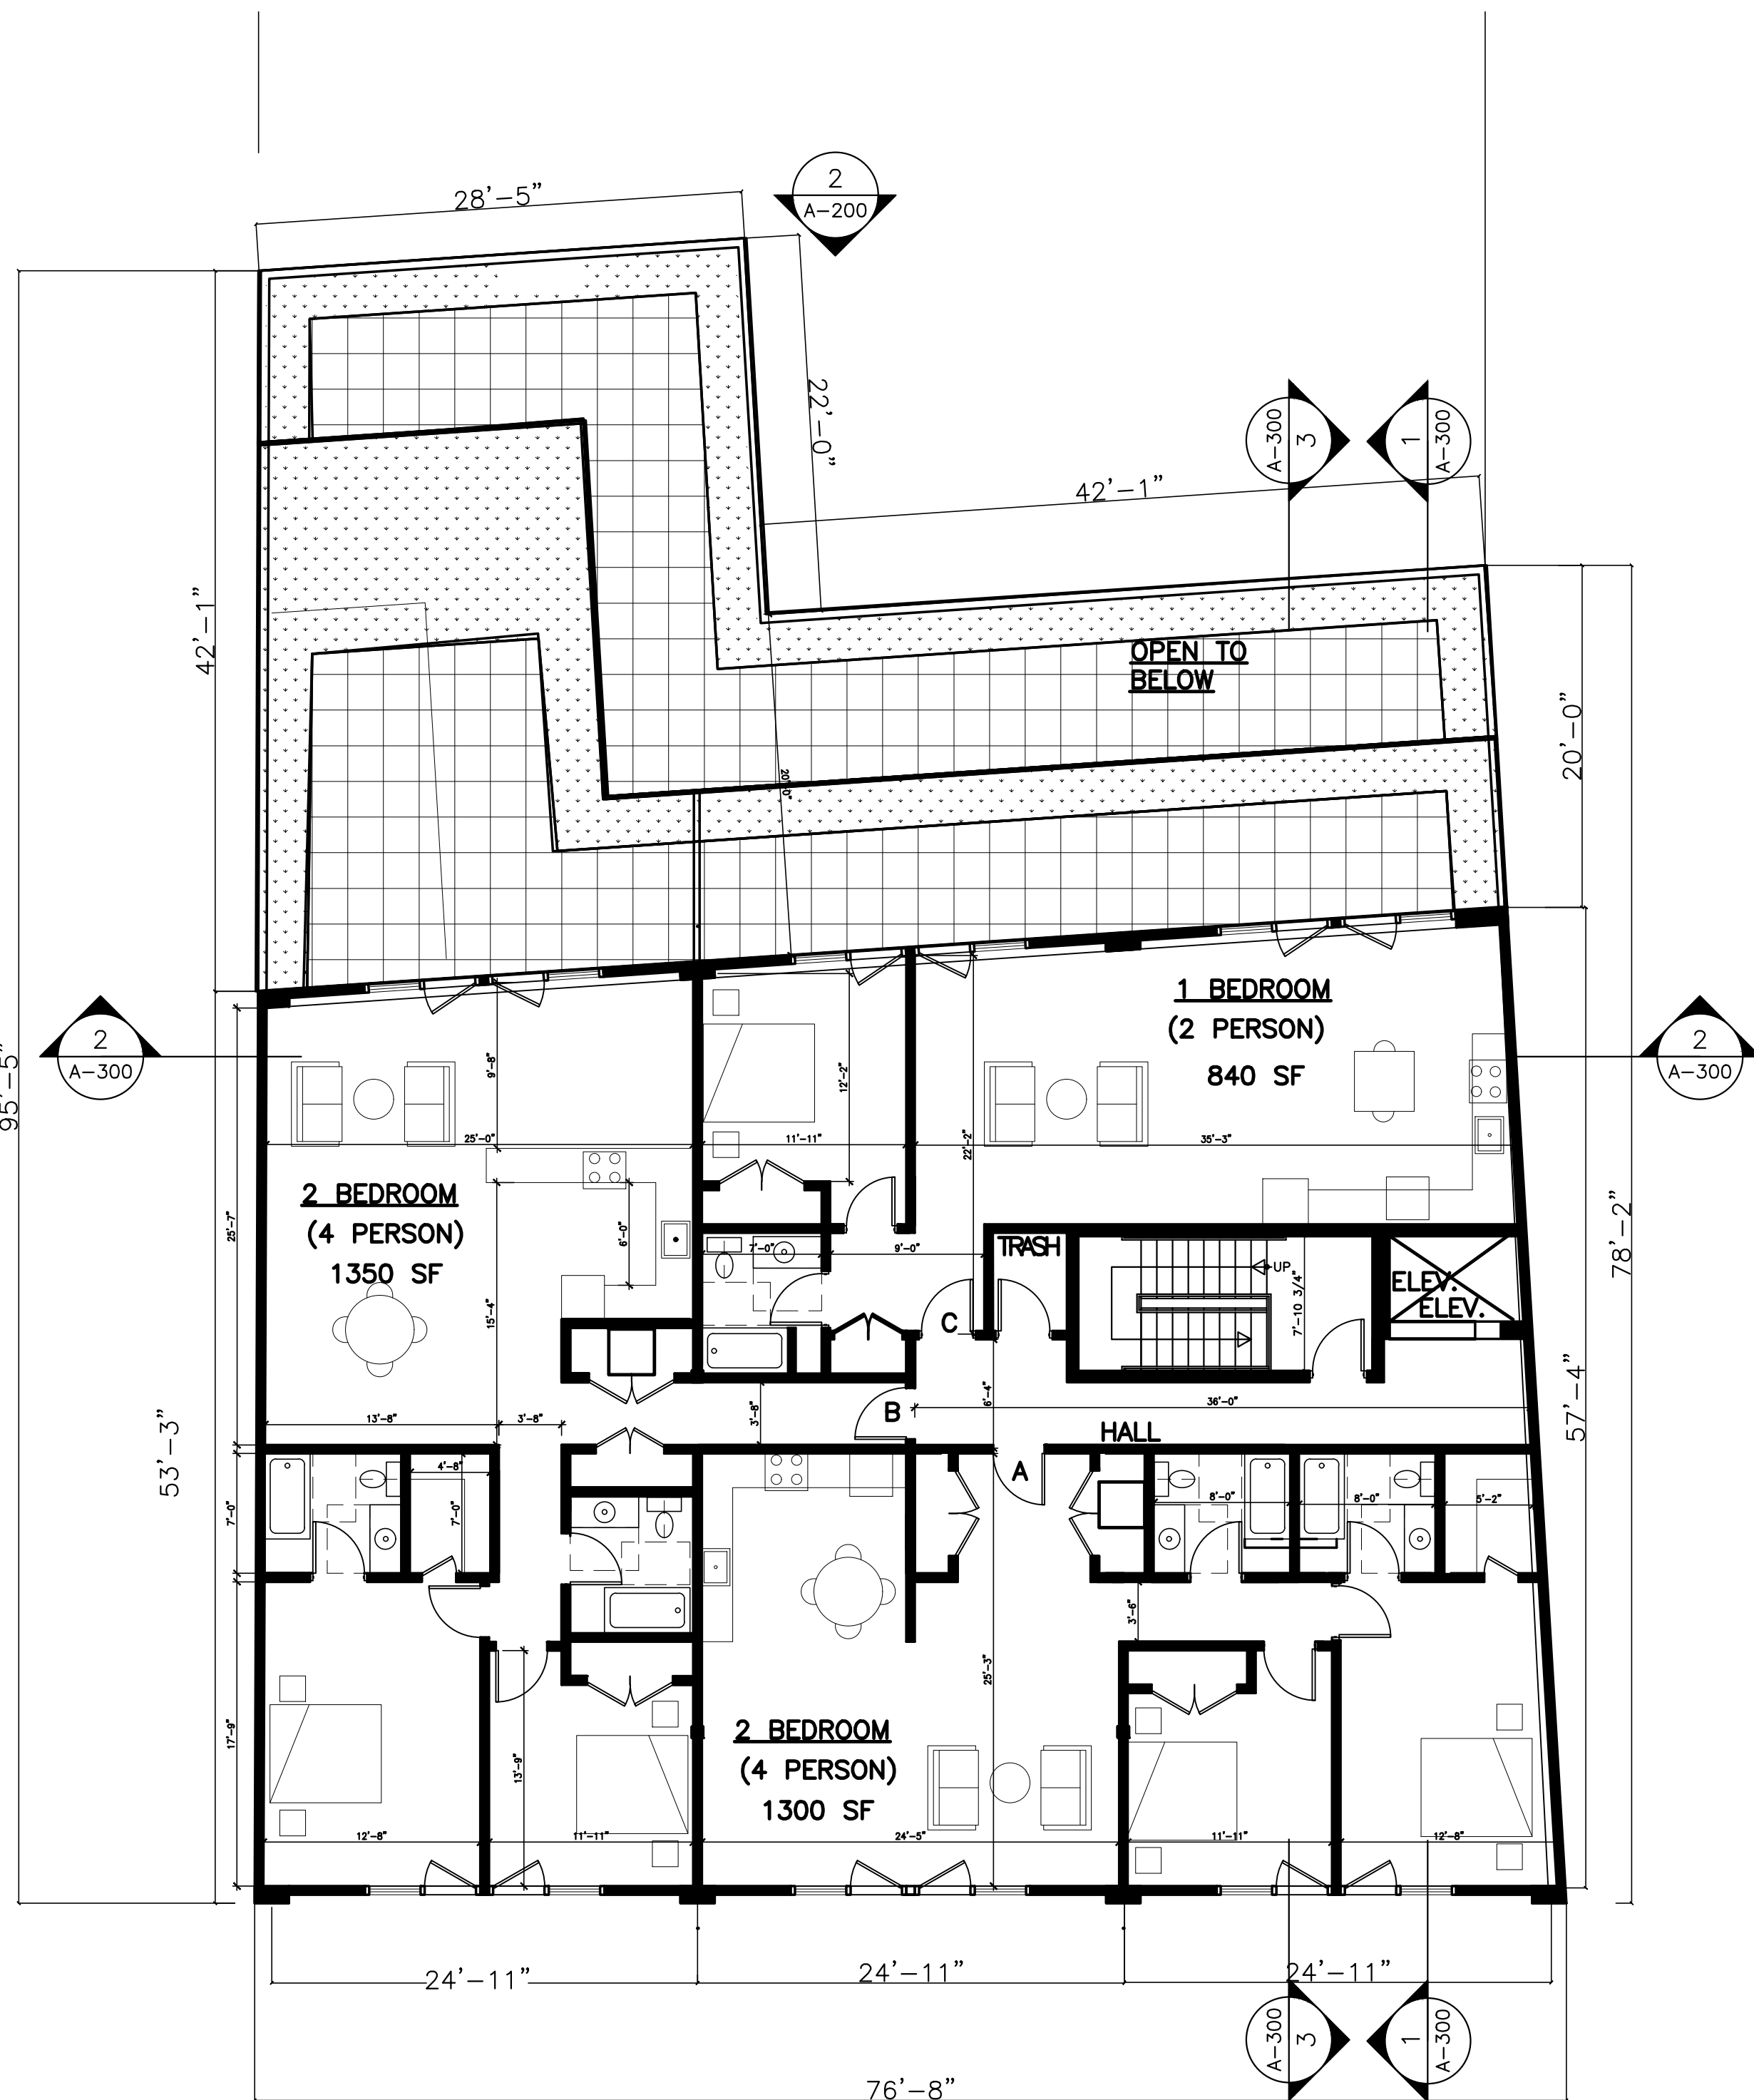 28'-5"
2
A-200
22'-0"
A-300
3
1
A-300
42'-1"
42'-1"
OPEN TO
BELOW
20'-0"
20'-0"
95'-5"
2
A-300
1 BEDROOM
(2 PERSON)
840 SF
2
A-300
9'-8"
12'-2"
25'-0"
11'-11"
22'-2"
35'-3"
2 BEDROOM
(4 PERSON)
1350 SF
25'-7"
6'-0"
7'-0"
9'-0"
TRASH
UP
7'-10 3/4"
ELEV.
ELEV.
78'-2"
15'-4"
C
6'-4"
3'-8"
B
36'-0"
HALL
13'-8"
3'-8"
57'-4"
53'-3"
4'-8"
7'-0"
7'-0"
A
8'-0"
8'-0"
5'-2"
3'-6"
25'-3"
17'-9"
13'-9"
2 BEDROOM
(4 PERSON)
1300 SF
12'-8"
11'-11"
24'-5"
11'-11"
12'-8"
24'-11"
24'-11"
24'-11"
A-300
3
1
A-300
76'-8"